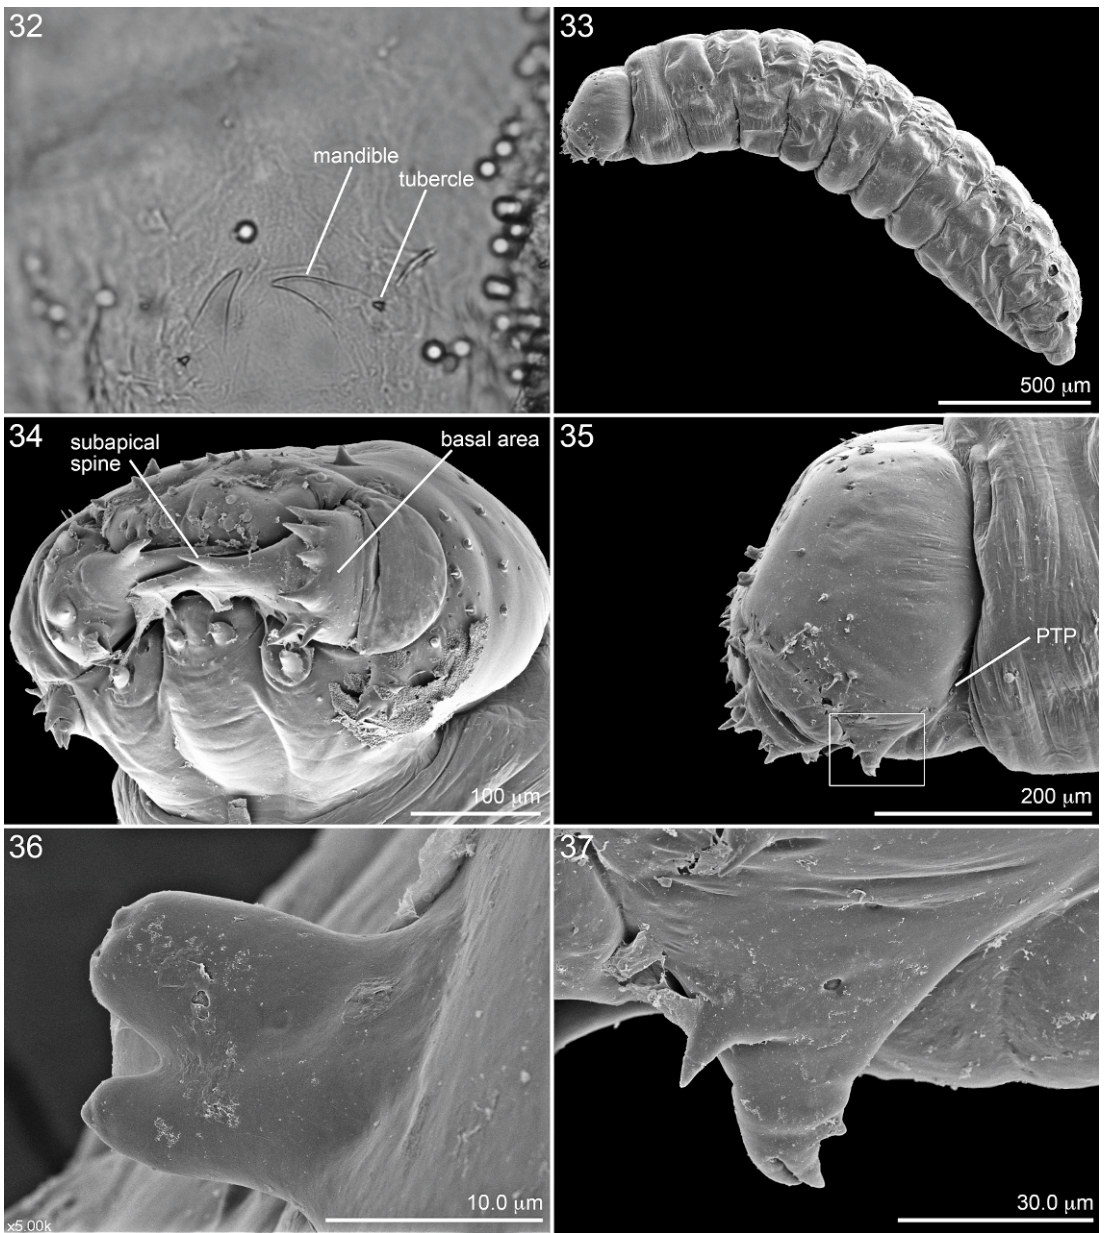 32
mandible
tubercle
33
500 μm
34
subapical
spine
basal area
100 μm
35
PTP
200 μm
36
10.0 μm
x5.00k
37
30.0 μm